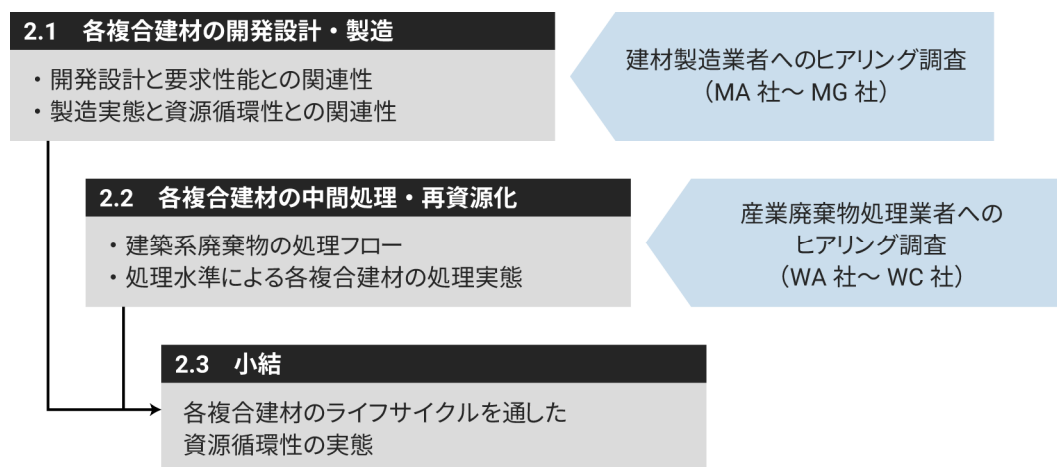 2.1 各複合建材の開発設計・製造
・開発設計と要求性能との関連性
・製造実態と資源循環性との関連性
建材製造業者へのヒアリング調査
（MA 社～ MG 社）
2.2 各複合建材の中間処理・再資源化
・建築系廃棄物の処理フロー
・処理水準による各複合建材の処理実態
産業廃棄物処理業者への
ヒアリング調査
（WA 社～ WC 社）
2.3 小結
各複合建材のライフサイクルを通した
資源循環性の実態